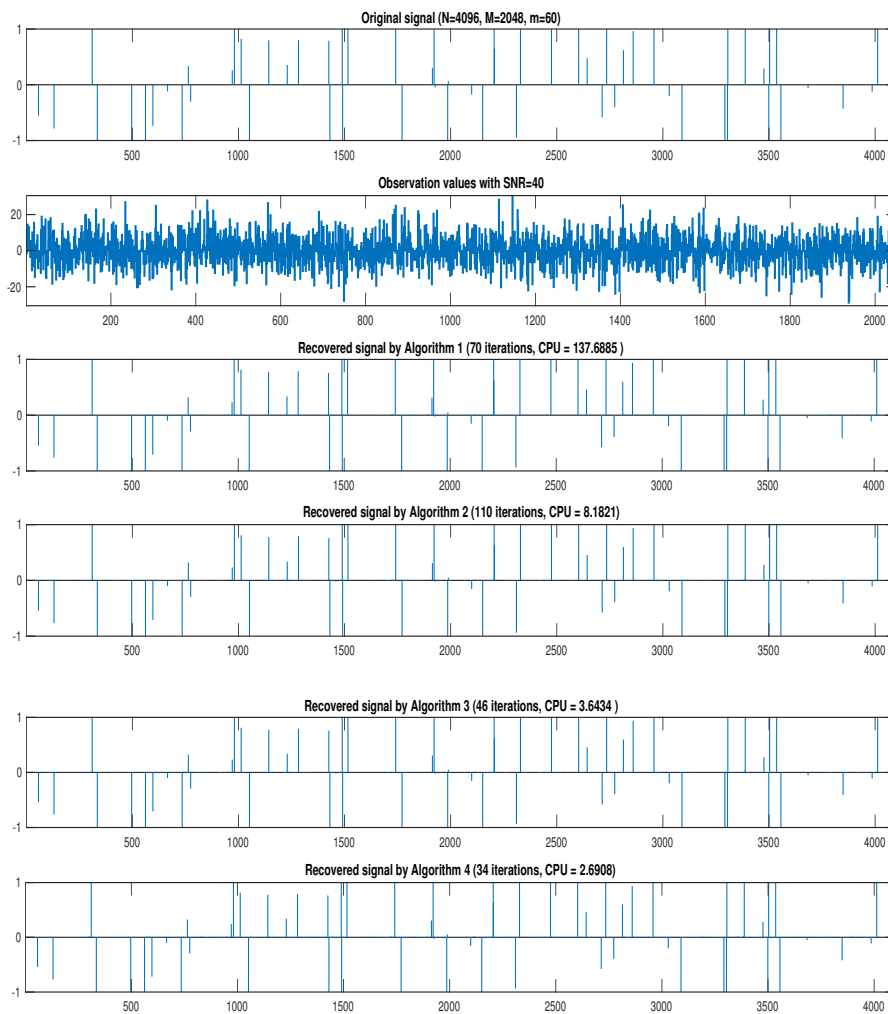 Original signal (N=4096, M=2048, m=60)
1
0
-1
500 1000 1500 2000 2500 3000 3500 4000
Observation values with SNR=40
20
0
-20
200 400 600 800 1000 1200 1400 1600 1800 2000
Recovered signal by Algorithm 1 (70 iterations, CPU = 137.6885 )
1
0
-1
500 1000 1500 2000 2500 3000 3500 4000
Recovered signal by Algorithm 2 (110 iterations, CPU = 8.1821)
1
0
-1
500 1000 1500 2000 2500 3000 3500 4000
Recovered signal by Algorithm 3 (46 iterations, CPU = 3.6434 )
1
0
-1
500 1000 1500 2000 2500 3000 3500 4000
Recovered signal by Algorithm 4 (34 iterations, CPU = 2.6908)
1
0
-1
500 1000 1500 2000 2500 3000 3500 4000